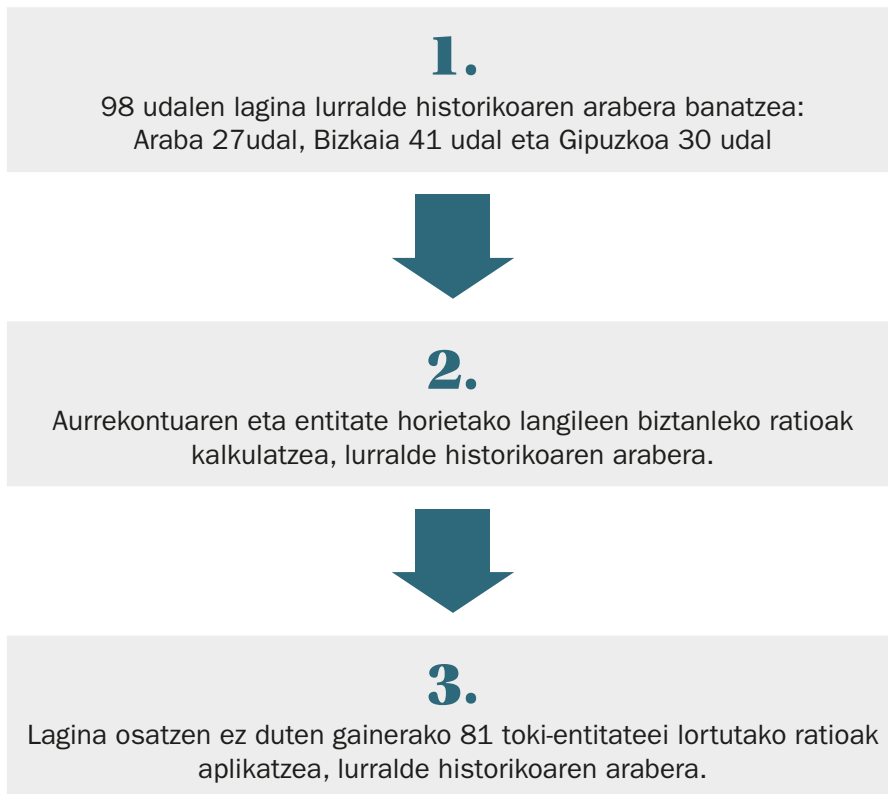 1.
98 udalen lagina lurralde historikoaren arabera banatzea:
Araba 27udal, Bizkaia 41 udal eta Gipuzkoa 30 udal
2.
Aurrekontuaren eta entitate horietako langileen biztanleko ratioak
kalkulatzea, lurralde historikoaren arabera.
3.
Lagina osatzen ez duten gainerako 81 toki-entitateei lortutako ratioak
aplikatzea, lurralde historikoaren arabera.